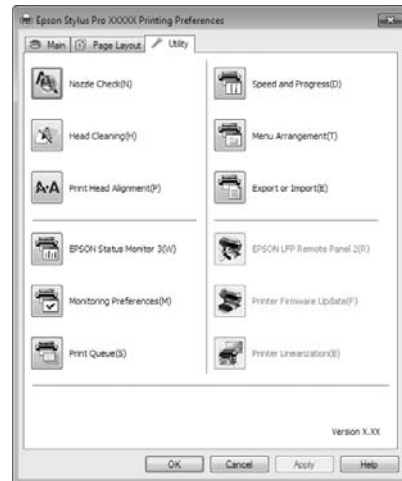 Epson Stylus Pro XXXXX Printing Preferences
Main
Page Layout
Utility
Nozzle Check(N)
Speed and Progress(D)
Head Cleaning(H)
Menu Arrangement(T)
Print Head Alignment(P)
Export or Import(E)
EPSON Status Monitor 3(W)
EPSON LFP Remote Panel 2(R)
Monitoring Preferences(M)
Printer Firmware Update(F)
Print Queue(S)
Printer Linearization(B)
Version X.XX
OK
Cancel
Apply
Help